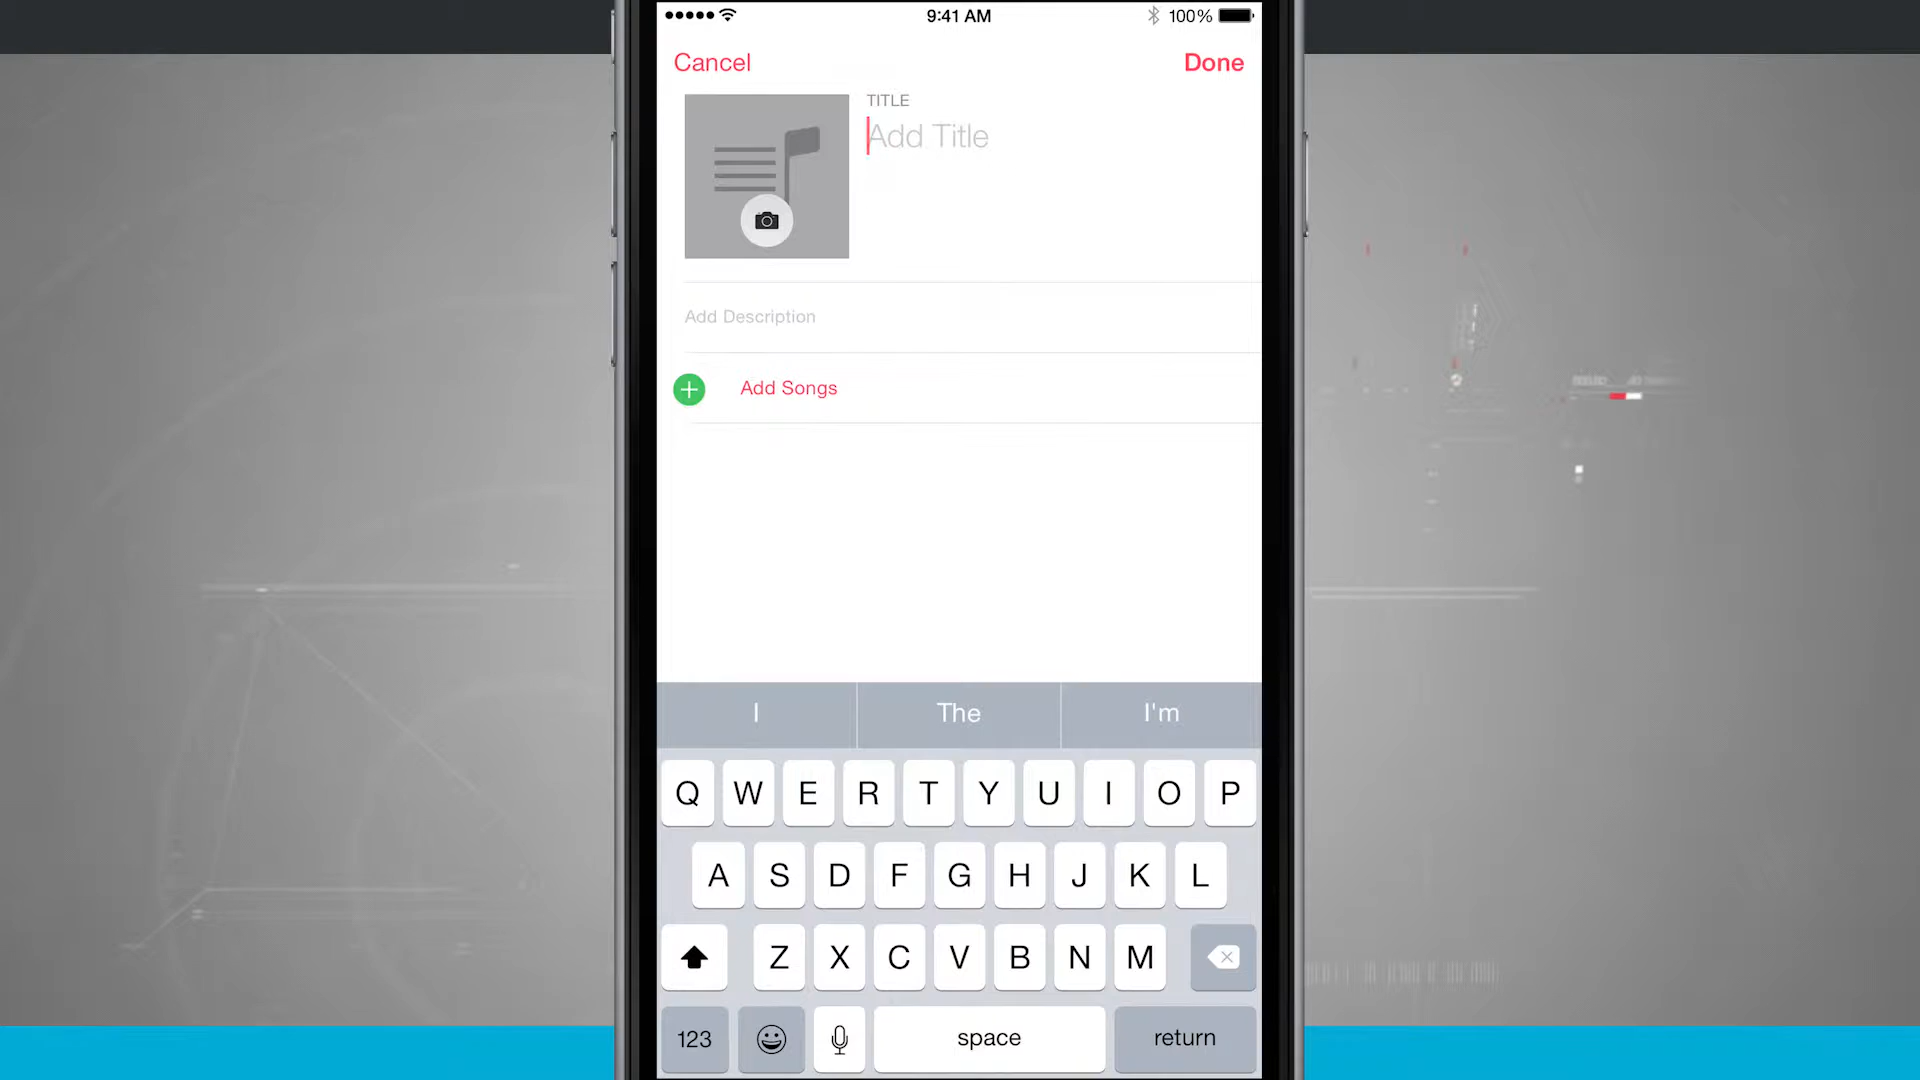 9:41 AM 100%
Cancel Done
TITLE
Add Title
Add Description
Add Songs
I The I'm
Q W E R T Y U I O P
A S D F G H J K L
Z X C V B N M
123 space return